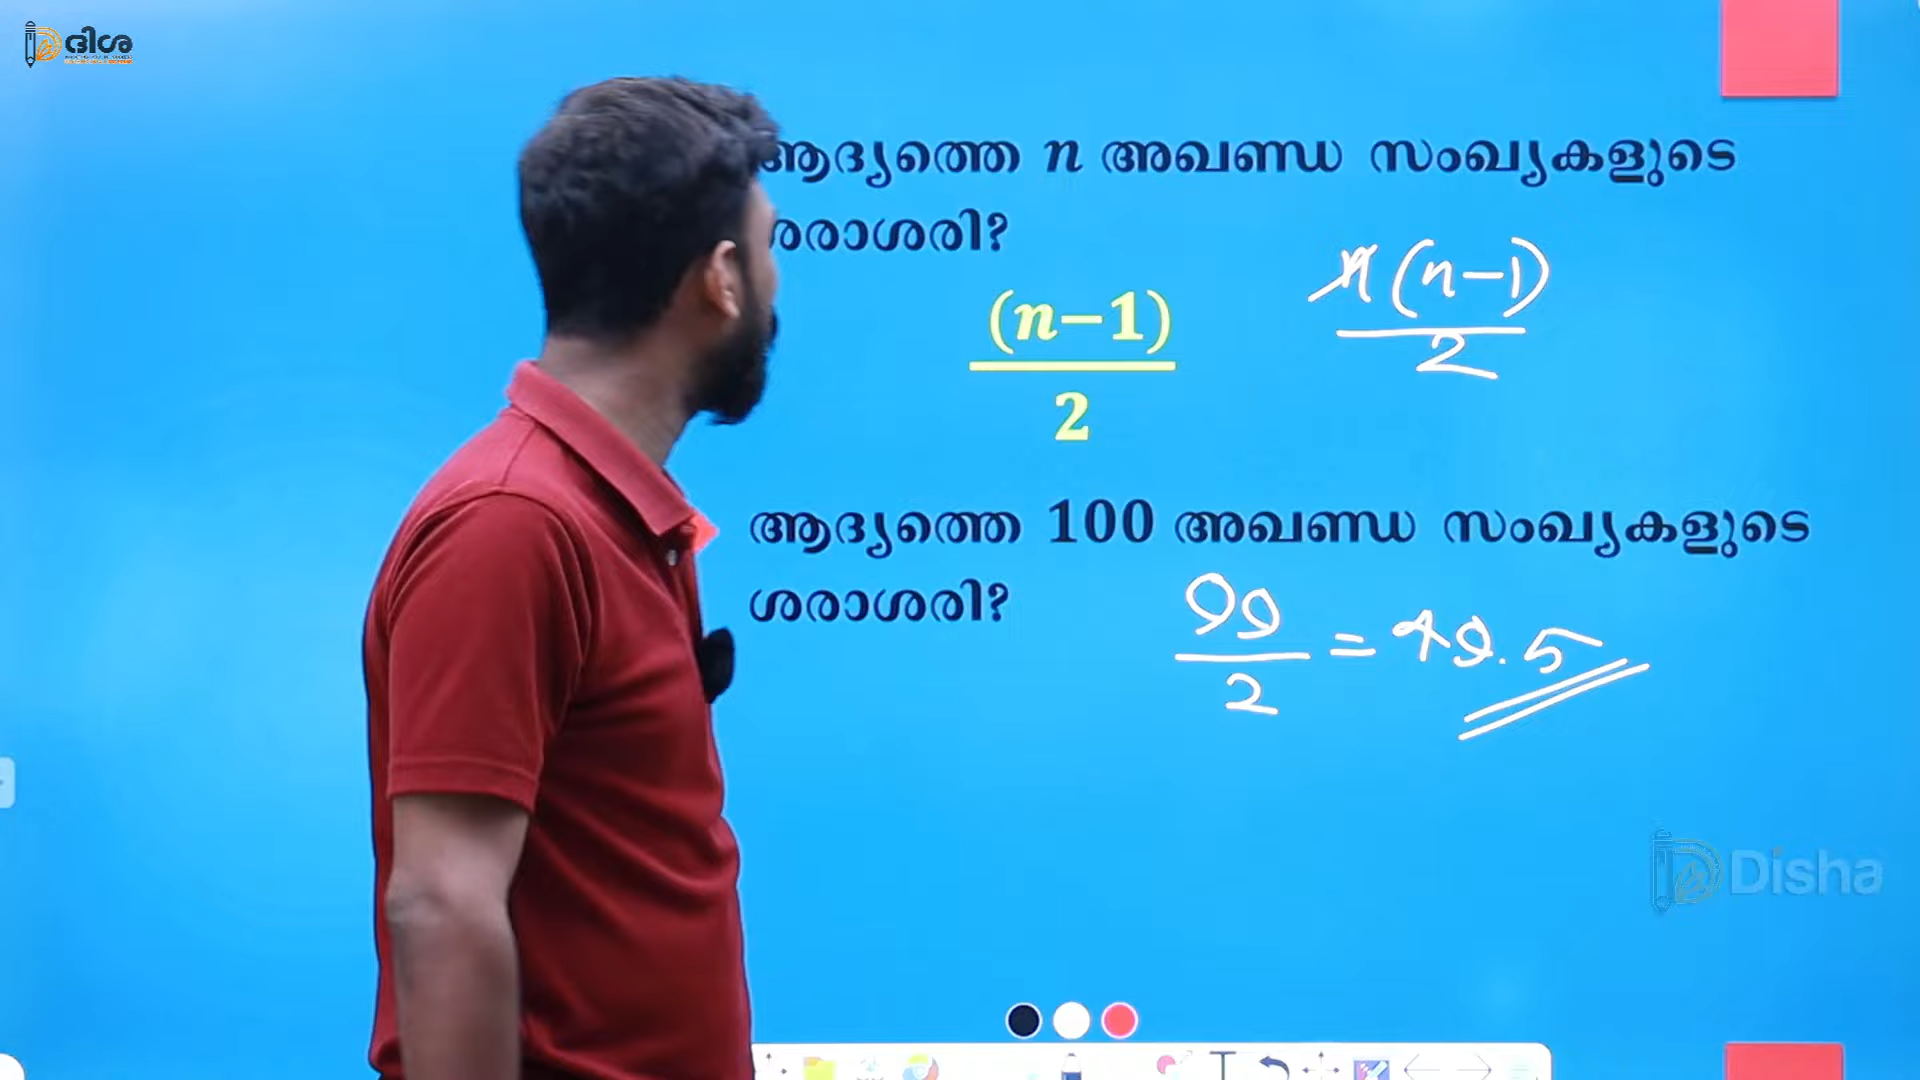 ദിശ
ആദ്യത്തെ n അഖണ്ഡ സംഖ്യകളുടെ
ശരാശരി?
(n-1)
2
n(n-1)
2
ആദ്യത്തെ 100 അഖണ്ഡ സംഖ്യകളുടെ
ശരാശരി?
99
2
= 49.5
Disha